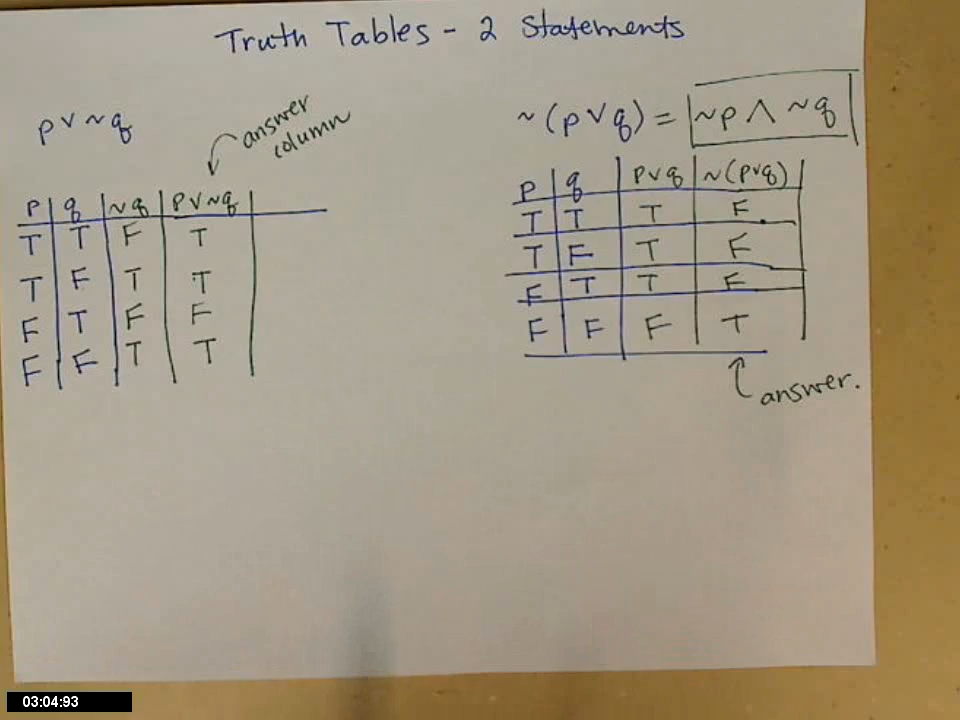 Truth Tables - 2 Statements
p ∨ ~q
answer
column
p q ~q p∨~q
T T F T
T F T T
F T F F
F F T T
~(p ∨ q) = ~p ∧ ~q
p q p∨q ~(p∨q)
T T T F
T F T F
F T T F
F F F T
answer.
03:04:93